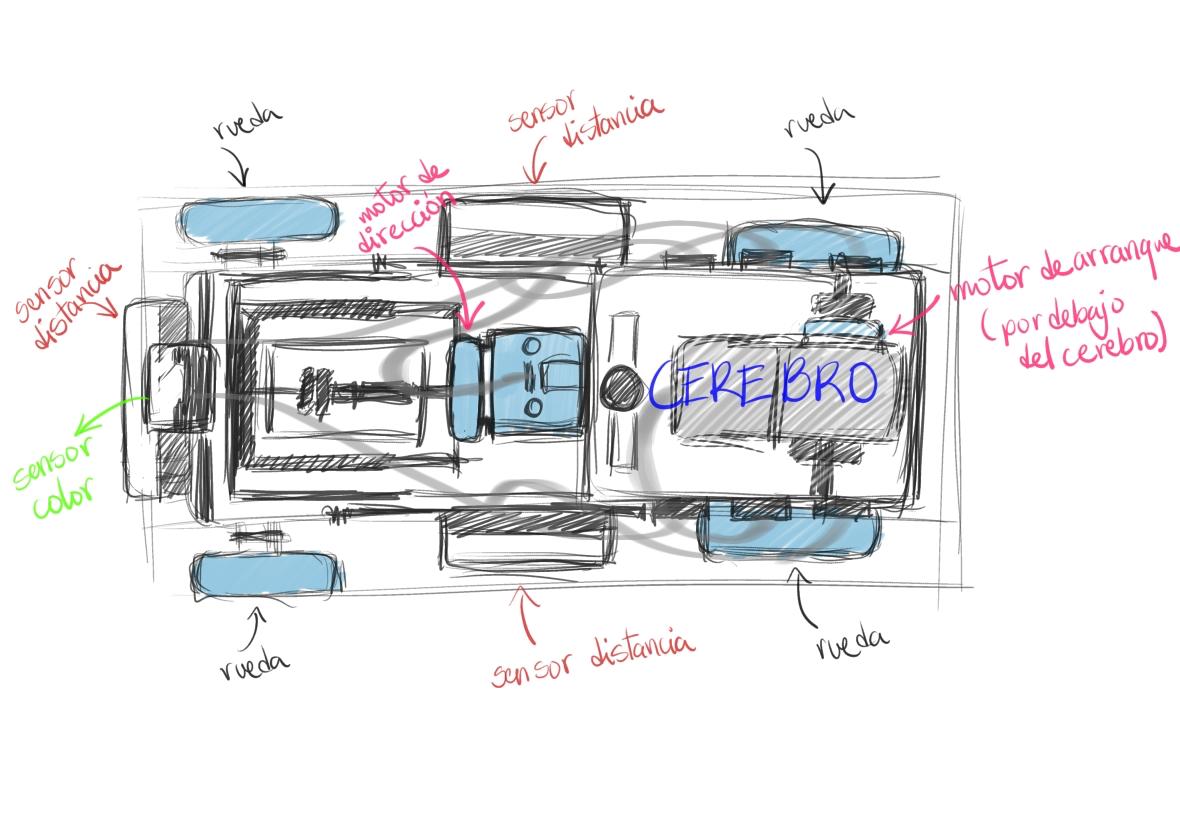 rueda
sensor
distancia
rueda
motor de
dirección
sensor
distancia
motor de arranque
(por debajo
del cerebro)
CEREBRO
sensor
color
rueda
sensor distancia
rueda